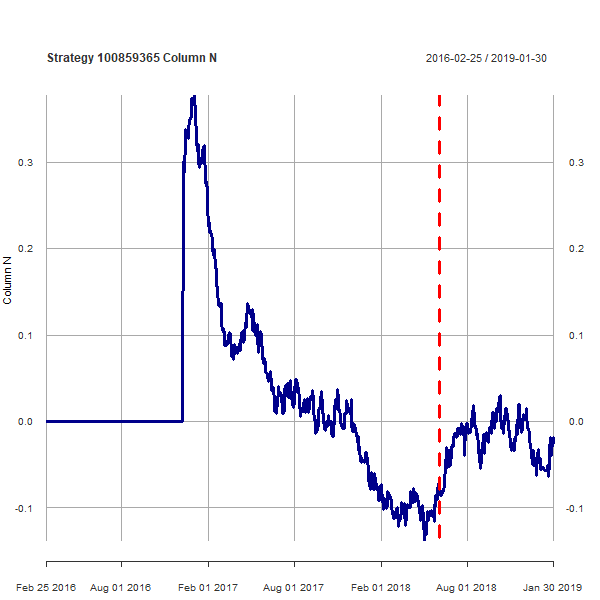 Strategy 100859365 Column N
2016-02-25 / 2019-01-30
Column N
0.3
0.3
0.2
0.2
0.1
0.1
0.0
0.0
-0.1
-0.1
Feb 25 2016
Aug 01 2016
Feb 01 2017
Aug 01 2017
Feb 01 2018
Aug 01 2018
Jan 30 2019